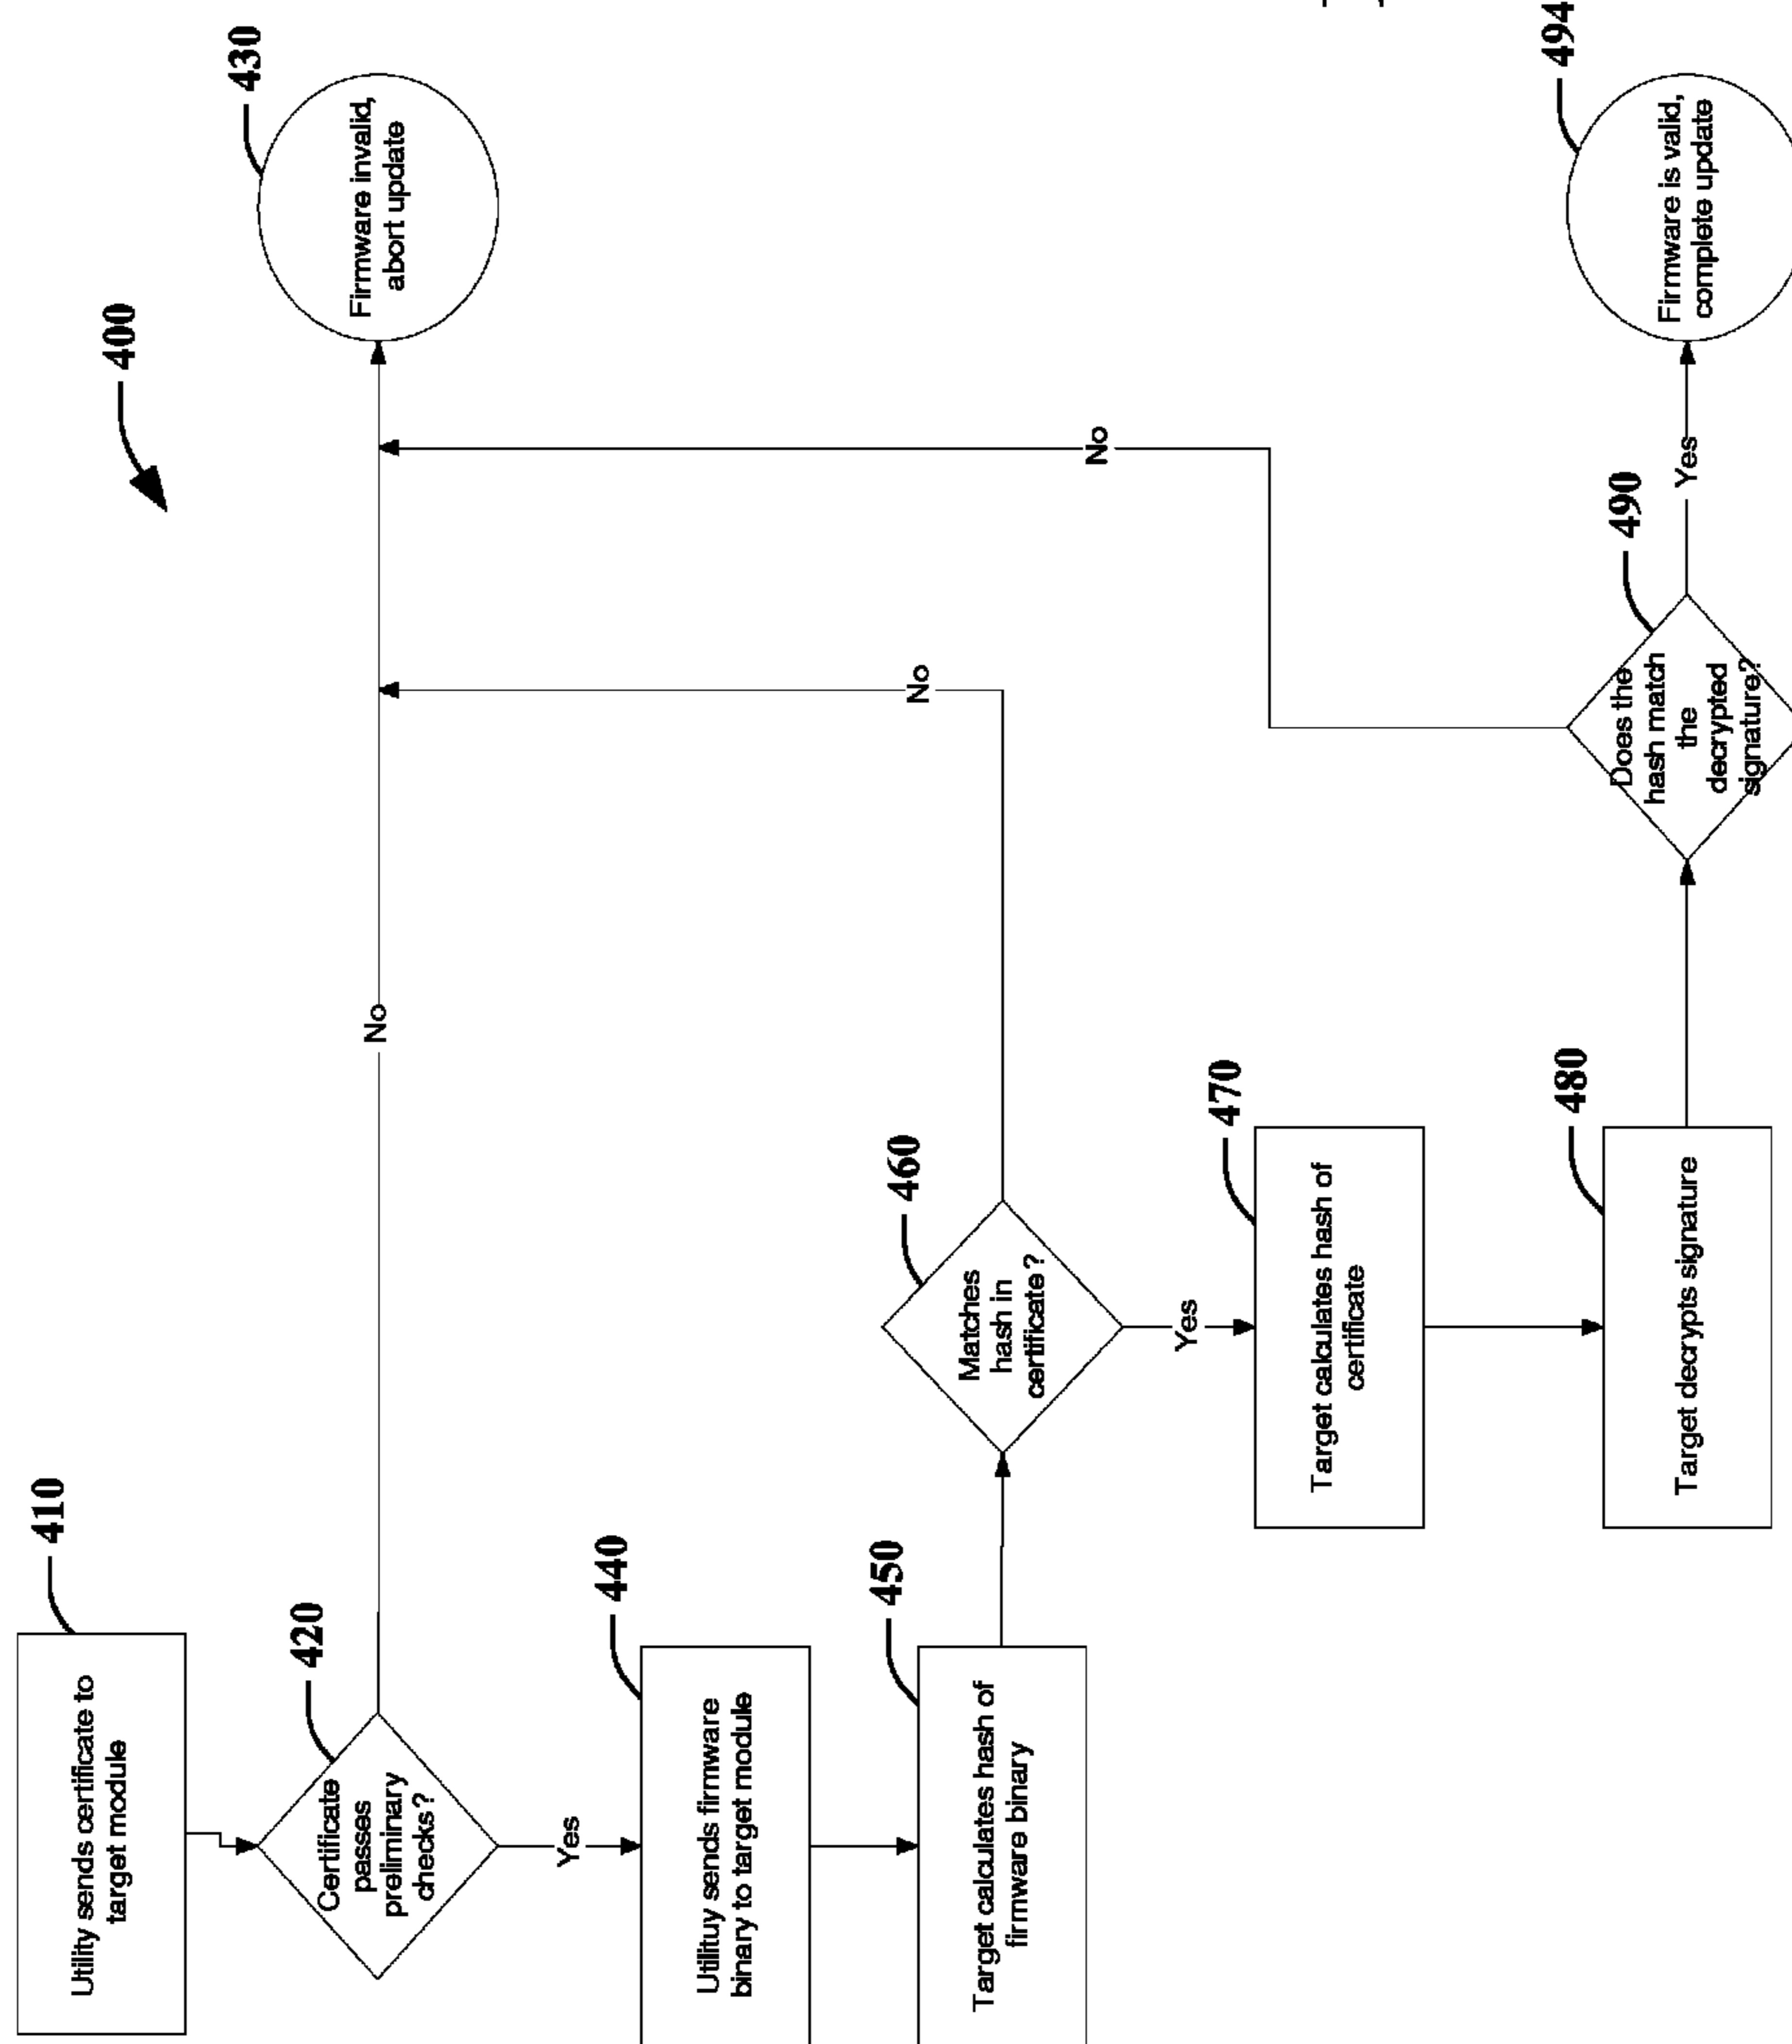 400
410
Utility sends certificate to
target module
420
Certificate
passes
preliminary
checks?
No
430
Firmware invalid,
abort update
Yes
440
Utilituy sends firmware
binary to target module
450
Target calculates hash of
firmware binary
460
Matches
hash in
certificate?
No
Yes
470
Target calculates hash of
certificate
480
Target decrypts signature
490
Does the
hash match
the
decrypted
signature?
No
Yes
494
Firmware is valid,
complete update